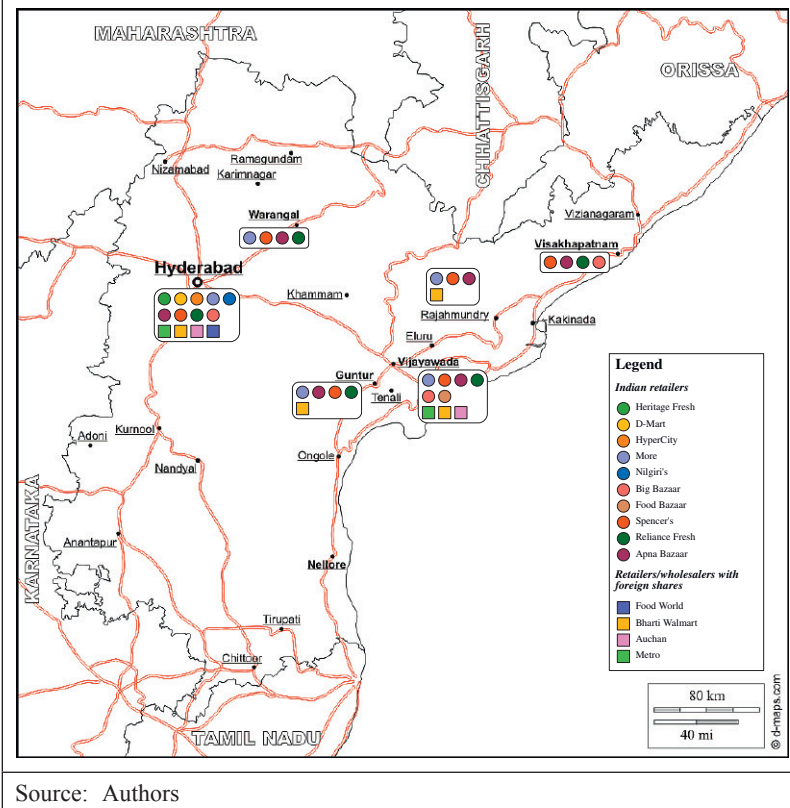 MAHARASHTRA
CHHATTISGARH
ORISSA
Ramagundam
Nizamabad
Karimnagar
Warangal
Vizianagaram
Visakhapatnam
Hyderabad
Khammam
Rajahmundry
Kakinada
Eluru
Vijayawada
Guntur
Tenali
Kurnool
Adoni
Nandyal
Ongole
KARNATAKA
Anantapur
Nellore
Tirupati
Chittoor
TAMIL NADU
Legend
Indian retailers
Heritage Fresh
D-Mart
HyperCity
More
Nilgiri's
Big Bazaar
Food Bazaar
Spencer's
Reliance Fresh
Apna Bazaar
Retailers/wholesalers with
foreign shares
Food World
Bharti Walmart
Auchan
Metro
80 km
40 mi
© d-maps.com
Source: Authors